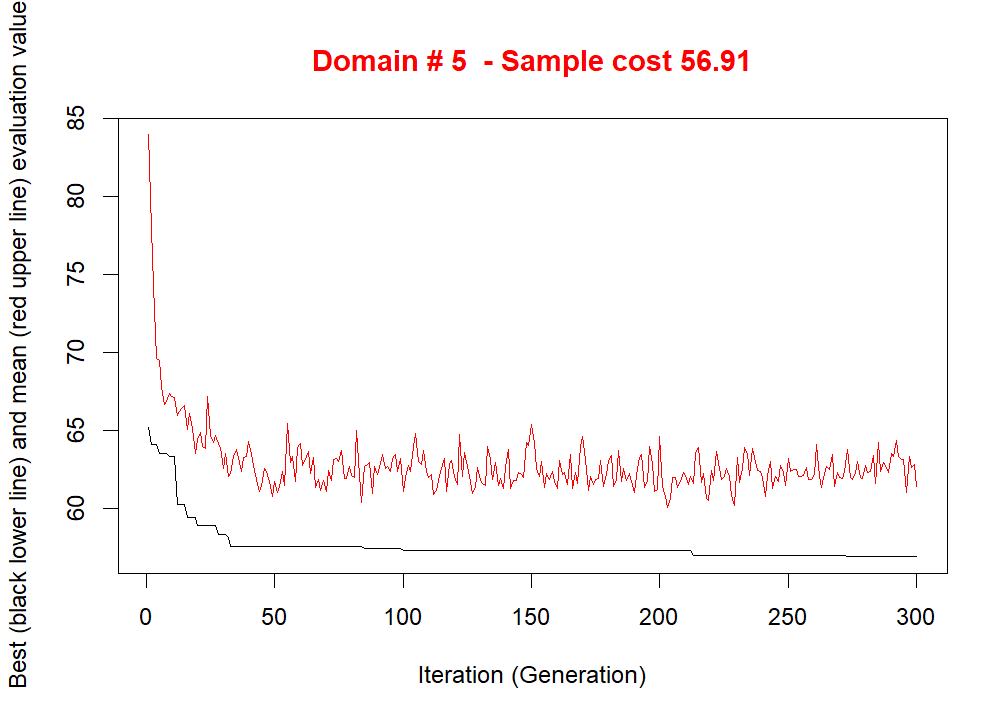 Domain # 5  - Sample cost 56.91
Best (black lower line) and mean (red upper line) evaluation value
85
80
75
70
65
60
0 50 100 150 200 250 300
Iteration (Generation)